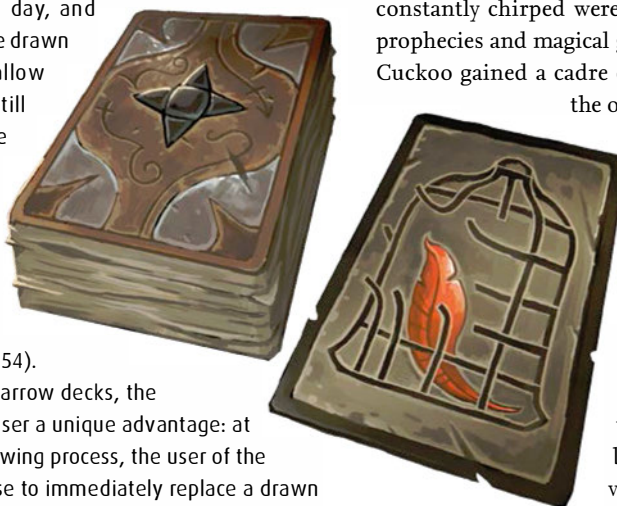 day, and
e drawn
allow
till
e
54).
arrow decks, the
ser a unique advantage: at
wing process, the user of the
se to immediately replace a drawn
constantly chirped were
prophecies and magical
Cuckoo gained a cadre
the o